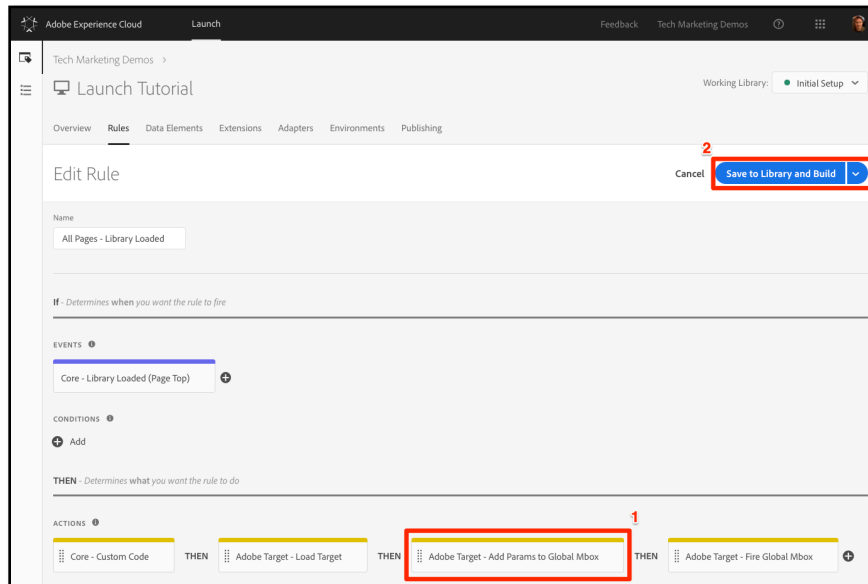 Adobe Experience Cloud Launch Feedback Tech Marketing Demos
Tech Marketing Demos >
Launch Tutorial
Working Library: Initial Setup
Overview Rules Data Elements Extensions Adapters Environments Publishing
2
Edit Rule
Cancel Save to Library and Build
Name
All Pages - Library Loaded
If - Determines when you want the rule to fire
EVENTS
Core - Library Loaded (Page Top)
CONDITIONS
Add
THEN - Determines what you want the rule to do
1
ACTIONS
Core - Custom Code THEN Adobe Target - Load Target THEN Adobe Target - Add Params to Global Mbox THEN Adobe Target - Fire Global Mbox